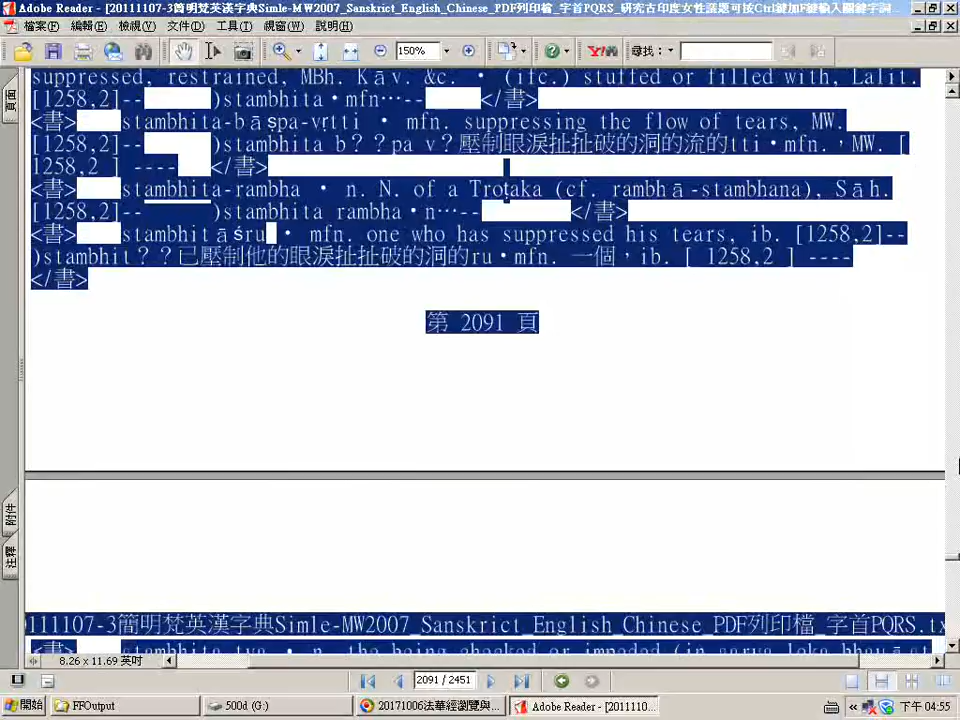 Adobe Reader - [20111107-3簡明梵英漢字典Simle-MW2007_Sanskrict_English_Chinese_PDF列印檔_字首PQRS_研究古印度女性議題可按Ctrl鍵加F鍵輸入關鍵字詞...
檔案(F) 編輯(E) 檢視(V) 文件(D) 工具(T) 視窗(W) 說明(H)
150% 尋找：
頁面
suppressed, restrained, MBh. Kāv. &c. • (ifc.) stuffed or filled with, Lalit.
[1258,2]-- )stambhita•mfn…-- </書>
<書> stambhita-bāṣpa-vṛtti • mfn. suppressing the flow of tears, MW.
[1258,2]-- )stambhita b？？pa v？壓制眼淚扯扯破的洞的流的tti•mfn.，MW. [
1258,2 ] ---- </書>
<書> stambhita-rambha • n. N. of a Troṭaka (cf. rambhā-stambhana), Sāh.
[1258,2]-- )stambhita rambha•n…-- </書>
<書> stambhitāśru • mfn. one who has suppressed his tears, ib. [1258,2]--
)stambhit？？已壓制他的眼淚扯扯破的洞的ru•mfn. 一個，ib. [ 1258,2 ] ----
</書>
第 2091 頁
附件
注釋
111107-3簡明梵英漢字典Simle-MW2007_Sanskrict_English_Chinese_PDF列印檔_字首PQRS.tx
8.26 x 11.69 英吋
2091 / 2451
開始 FFOutput 500d (G:) 20171006法華經瀏覽與... Adobe Reader - [2011110... 下午 04:55